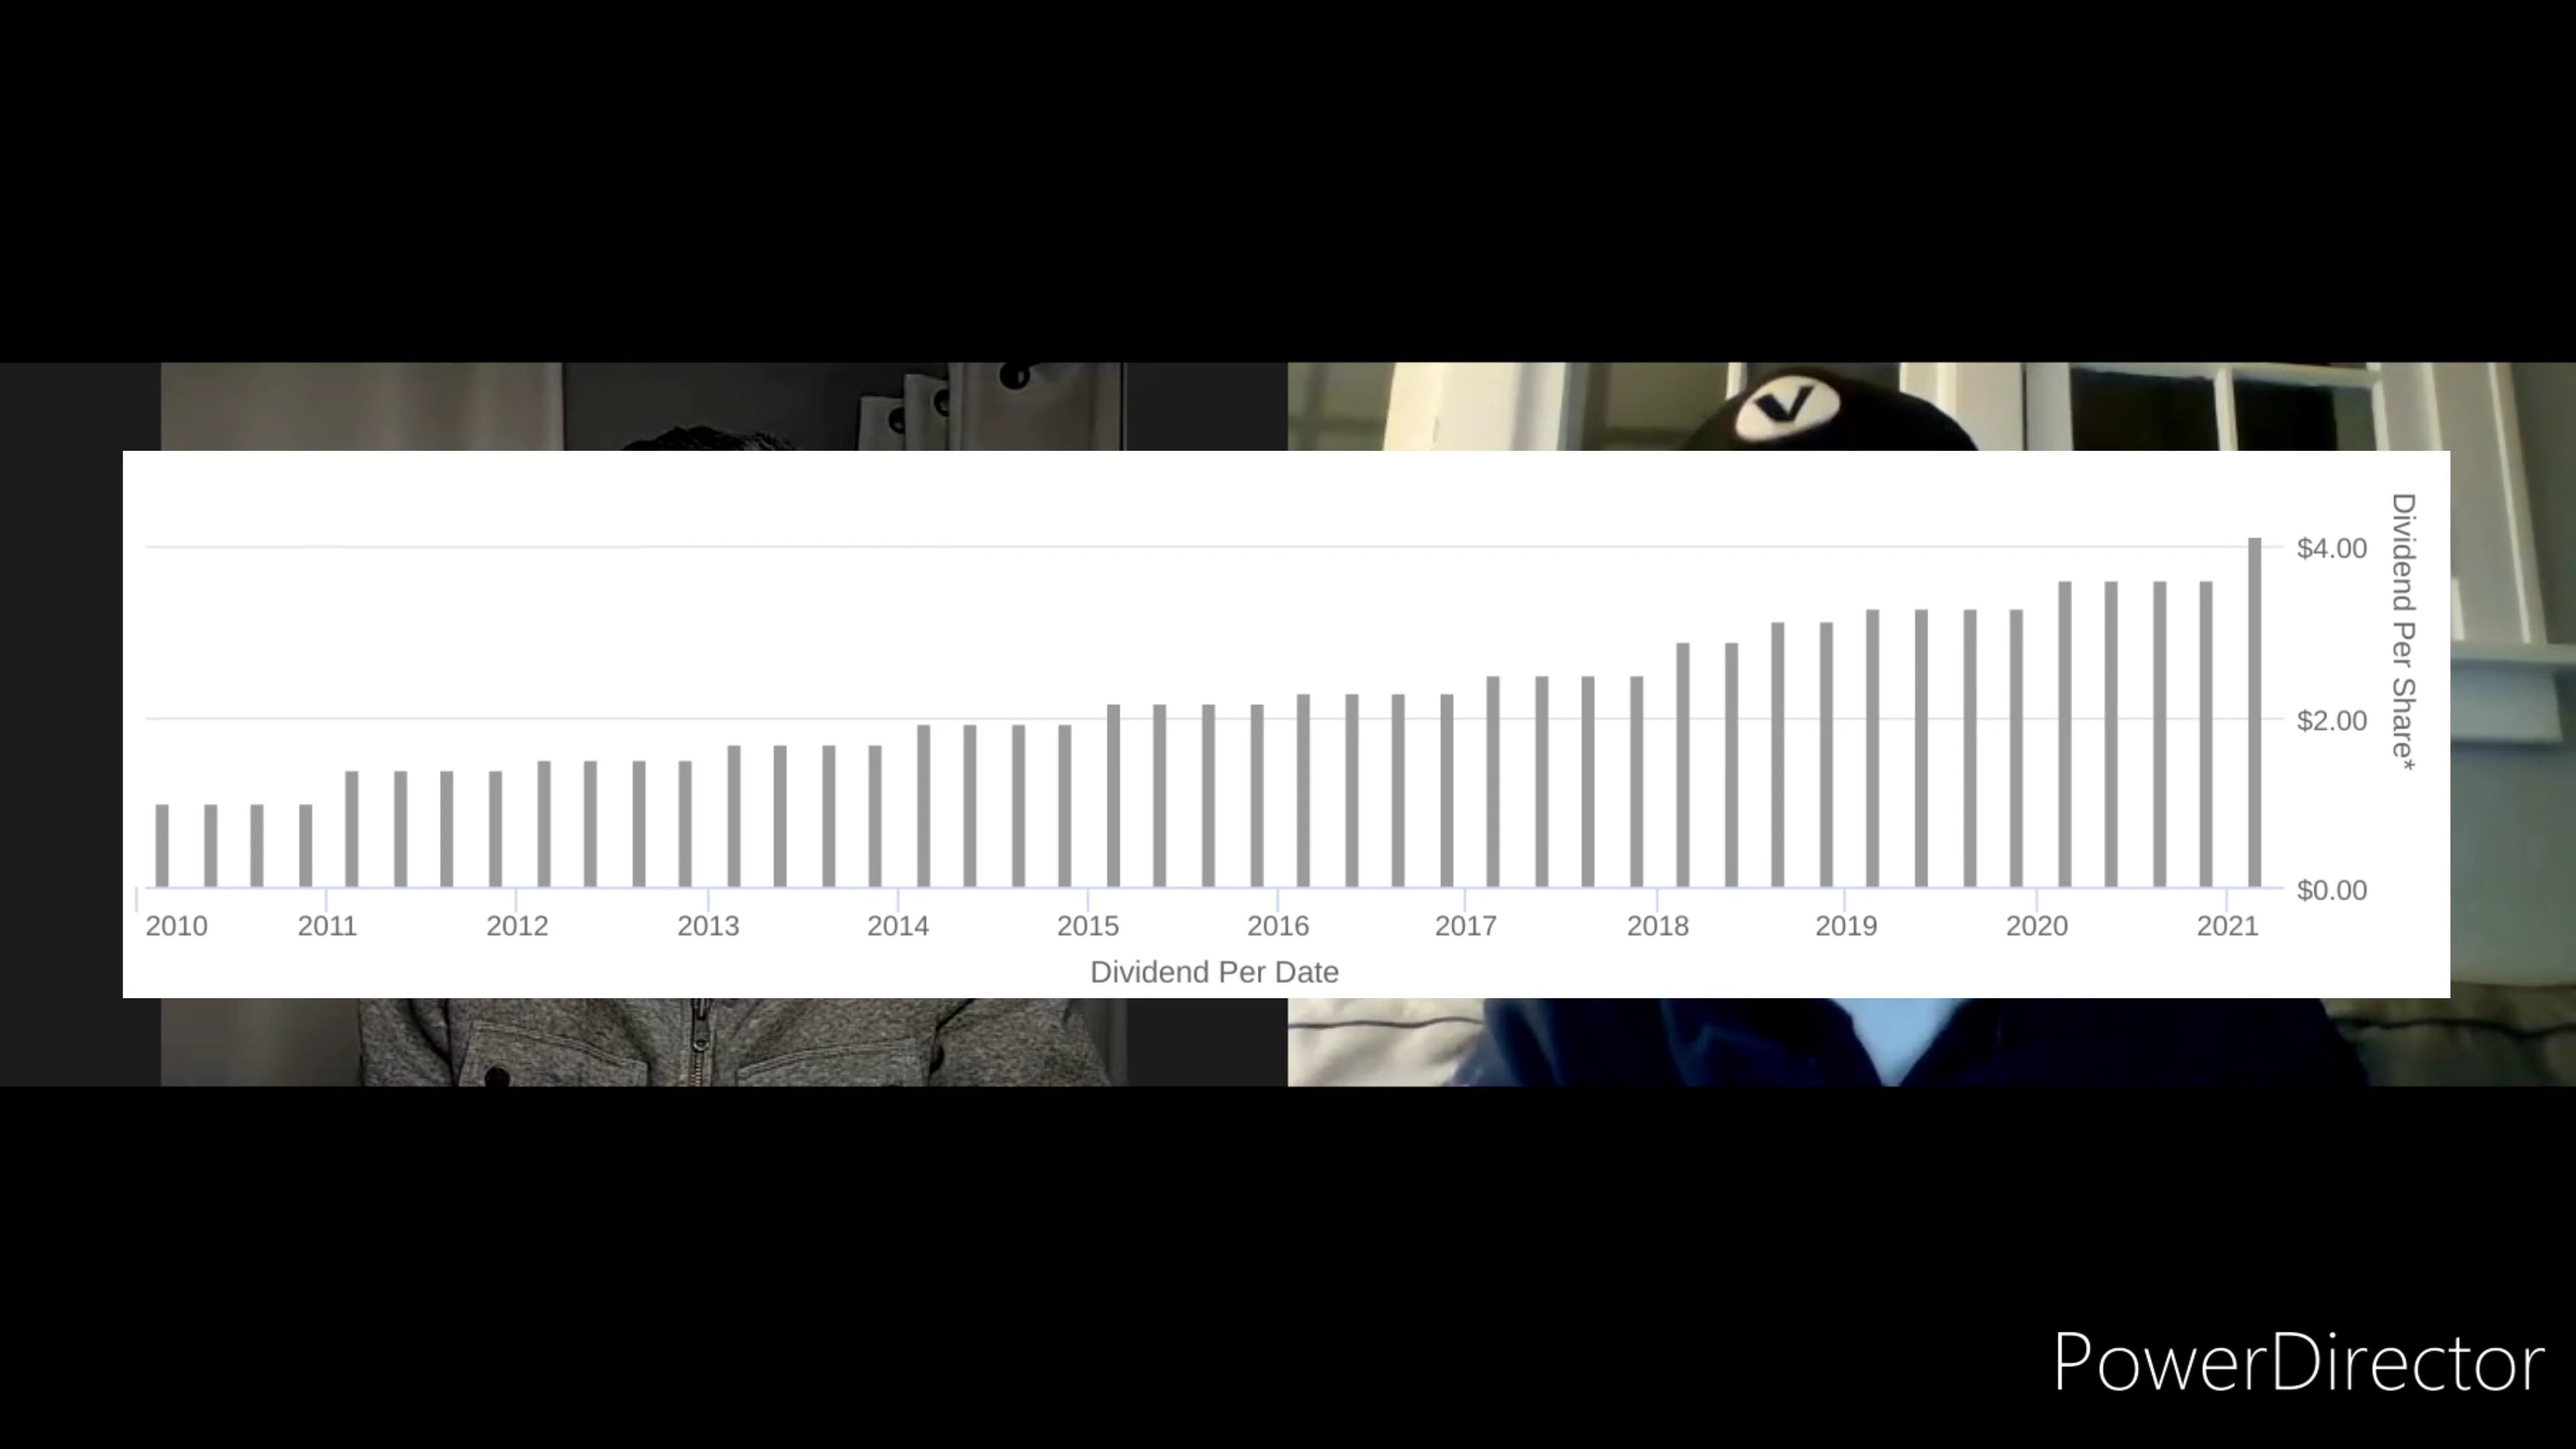 V
$4.00
$2.00
$0.00
Dividend Per Share*
2010 2011 2012 2013 2014 2015 2016 2017 2018 2019 2020 2021
Dividend Per Date
PowerDirector